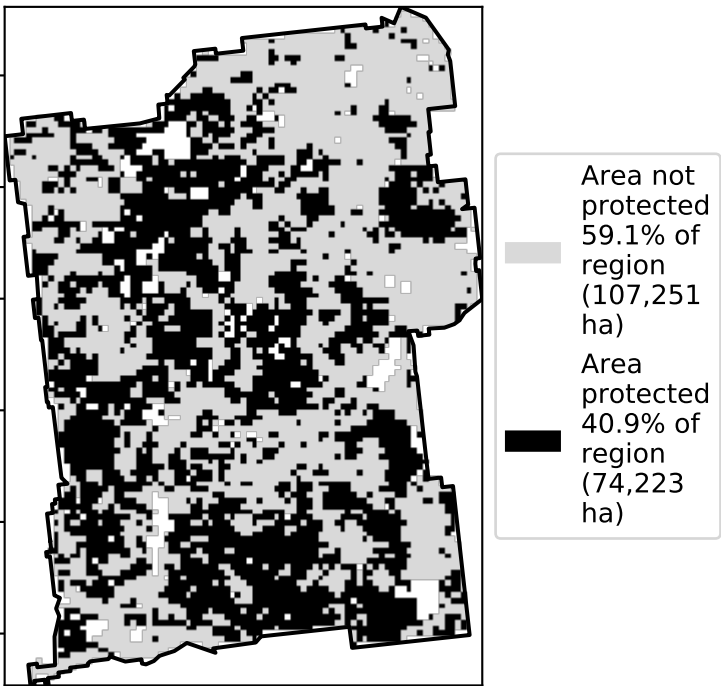 Area not
protected
59.1% of
region
(107,251
ha)
Area
protected
40.9% of
region
(74,223
ha)